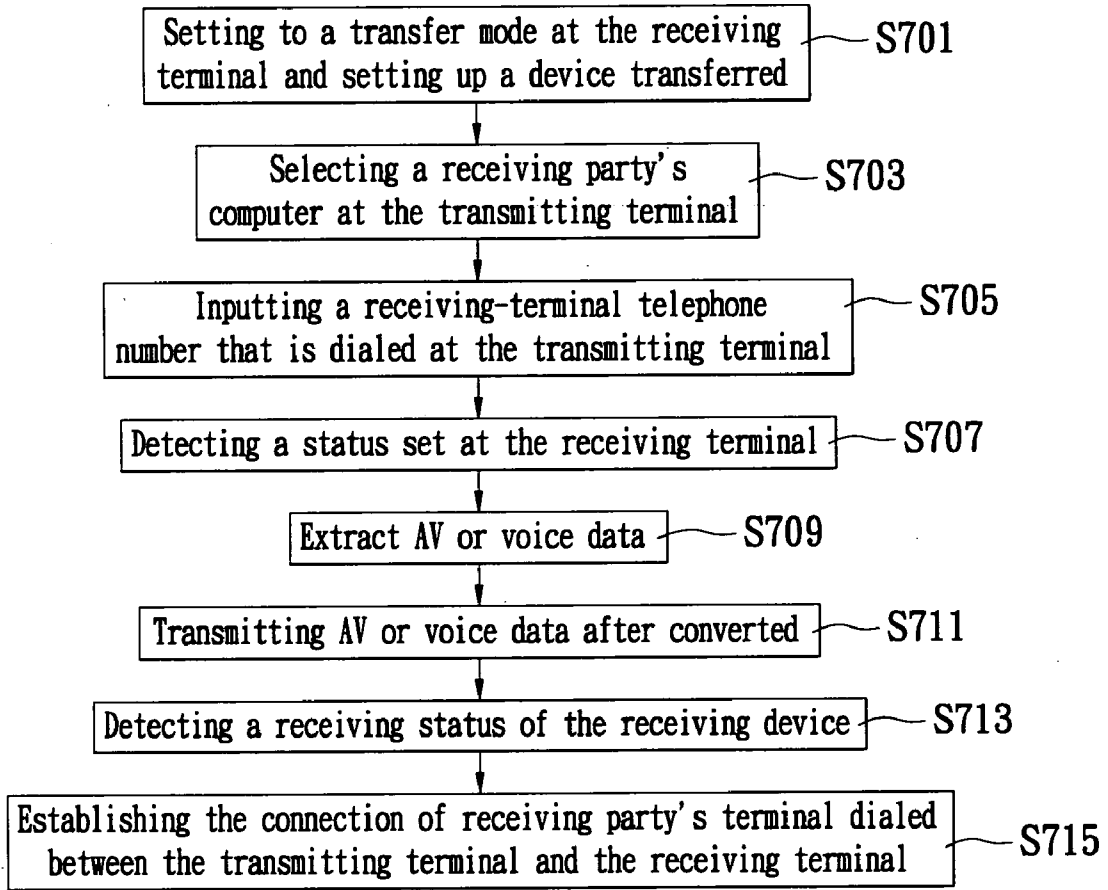 Setting to a transfer mode at the receiving
terminal and setting up a device transferred
S701
Selecting a receiving party's
computer at the transmitting terminal
S703
Inputting a receiving-terminal telephone
number that is dialed at the transmitting terminal
S705
Detecting a status set at the receiving terminal
S707
Extract AV or voice data
S709
Transmitting AV or voice data after converted
S711
Detecting a receiving status of the receiving device
S713
Establishing the connection of receiving party's terminal dialed
between the transmitting terminal and the receiving terminal
S715